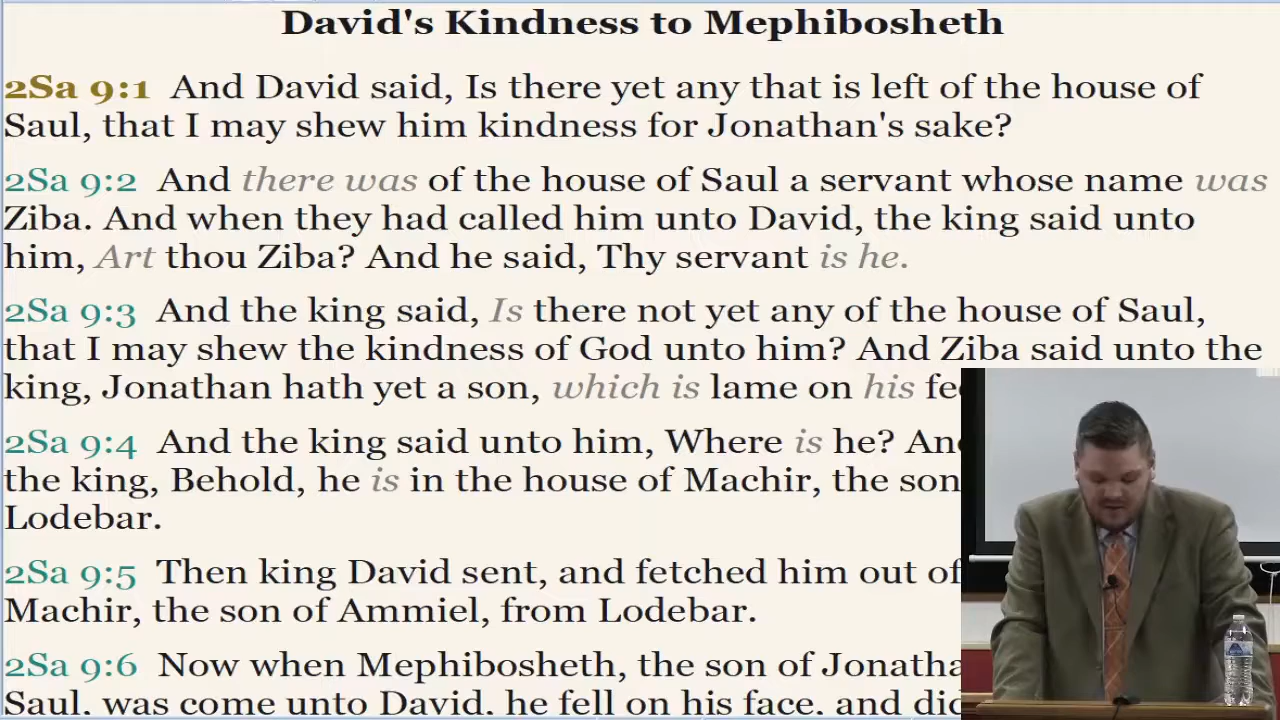 David's Kindness to Mephibosheth
2Sa 9:1 And David said, Is there yet any that is left of the house of
Saul, that I may shew him kindness for Jonathan's sake?
2Sa 9:2 And there was of the house of Saul a servant whose name was
Ziba. And when they had called him unto David, the king said unto
him, Art thou Ziba? And he said, Thy servant is he.
2Sa 9:3 And the king said, Is there not yet any of the house of Saul,
that I may shew the kindness of God unto him? And Ziba said unto the
king, Jonathan hath yet a son, which is lame on his
2Sa 9:4 And the king said unto him, Where is he?
the king, Behold, he is in the house of Machir, the son
Lodebar.
2Sa 9:5 Then king David sent, and fetched him out of
Machir, the son of Ammiel, from Lodebar.
2Sa 9:6 Now when Mephibosheth, the son of
Saul, was come unto David, he fell on his face, and